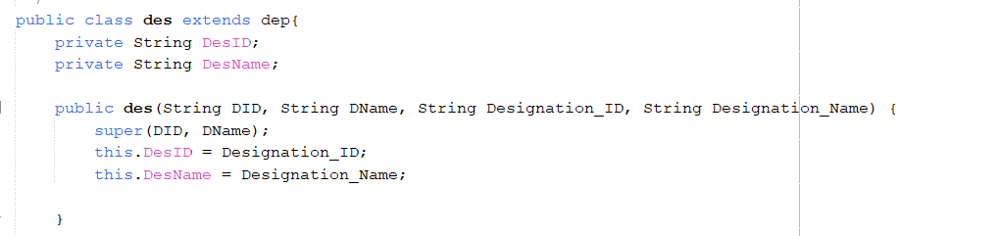 public class des extends dep{
private String DesID;
private String DesName;
public des(String DID, String DName, String Designation_ID, String Designation_Name) {
super(DID, DName);
this.DesID = Designation_ID;
this.DesName = Designation_Name;
}